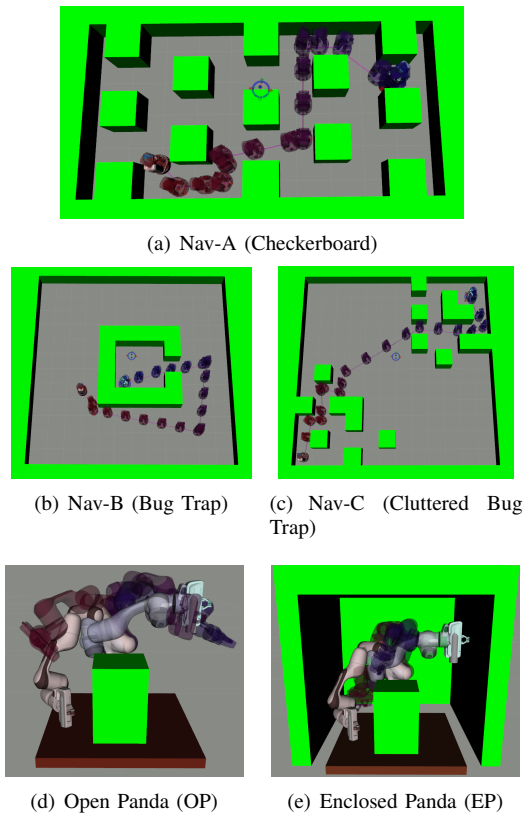 (a) Nav-A (Checkerboard)
(b) Nav-B (Bug Trap)
(c) Nav-C (Cluttered Bug
Trap)
(d) Open Panda (OP)
(e) Enclosed Panda (EP)